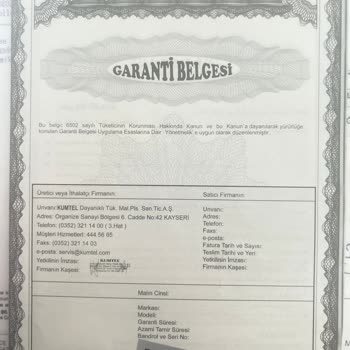 GARANTİ BELGESİ
Bu belge 6502 sayılı Tüketicinin Korunması Hakkında Kanun ve bu Kanun'a dayanılarak yürürlüğe
konulan Garanti Belgesi Uygulama Esaslarına Dair Yönetmelik'e uygun olarak düzenlenmiştir.
Üretici veya İthalatçı Firmanın:
Unvanı: KUMTEL Dayanıklı Tük. Mal.Pls. San.Tic.A.Ş.
Adres: Organize Sanayi Bölgesi 6. Cadde No:42 KAYSERİ
Telefon: (0352) 321 14 00 ( 3.Hat )
Müşteri Hizmetleri: 444 56 85
Faks: (0352) 321 14 03
e-posta: servis@kumtel.com
Yetkilinin İmzası:
Firmanın Kaşesi:
KUMTEL
Satıcı Firmanın:
Unvanı:
Adres:
Telefon:
Faks:
e-posta:
Fatura Tarih ve Sayısı:
Teslim Tarihi ve Yeri:
Yetkilinin İmzası:
Firmanın Kaşesi:
Malın Cinsi:
Markası:
Modeli:
Garanti Süresi:
Azami Tamir Süresi:
Bandrol ve Seri No: